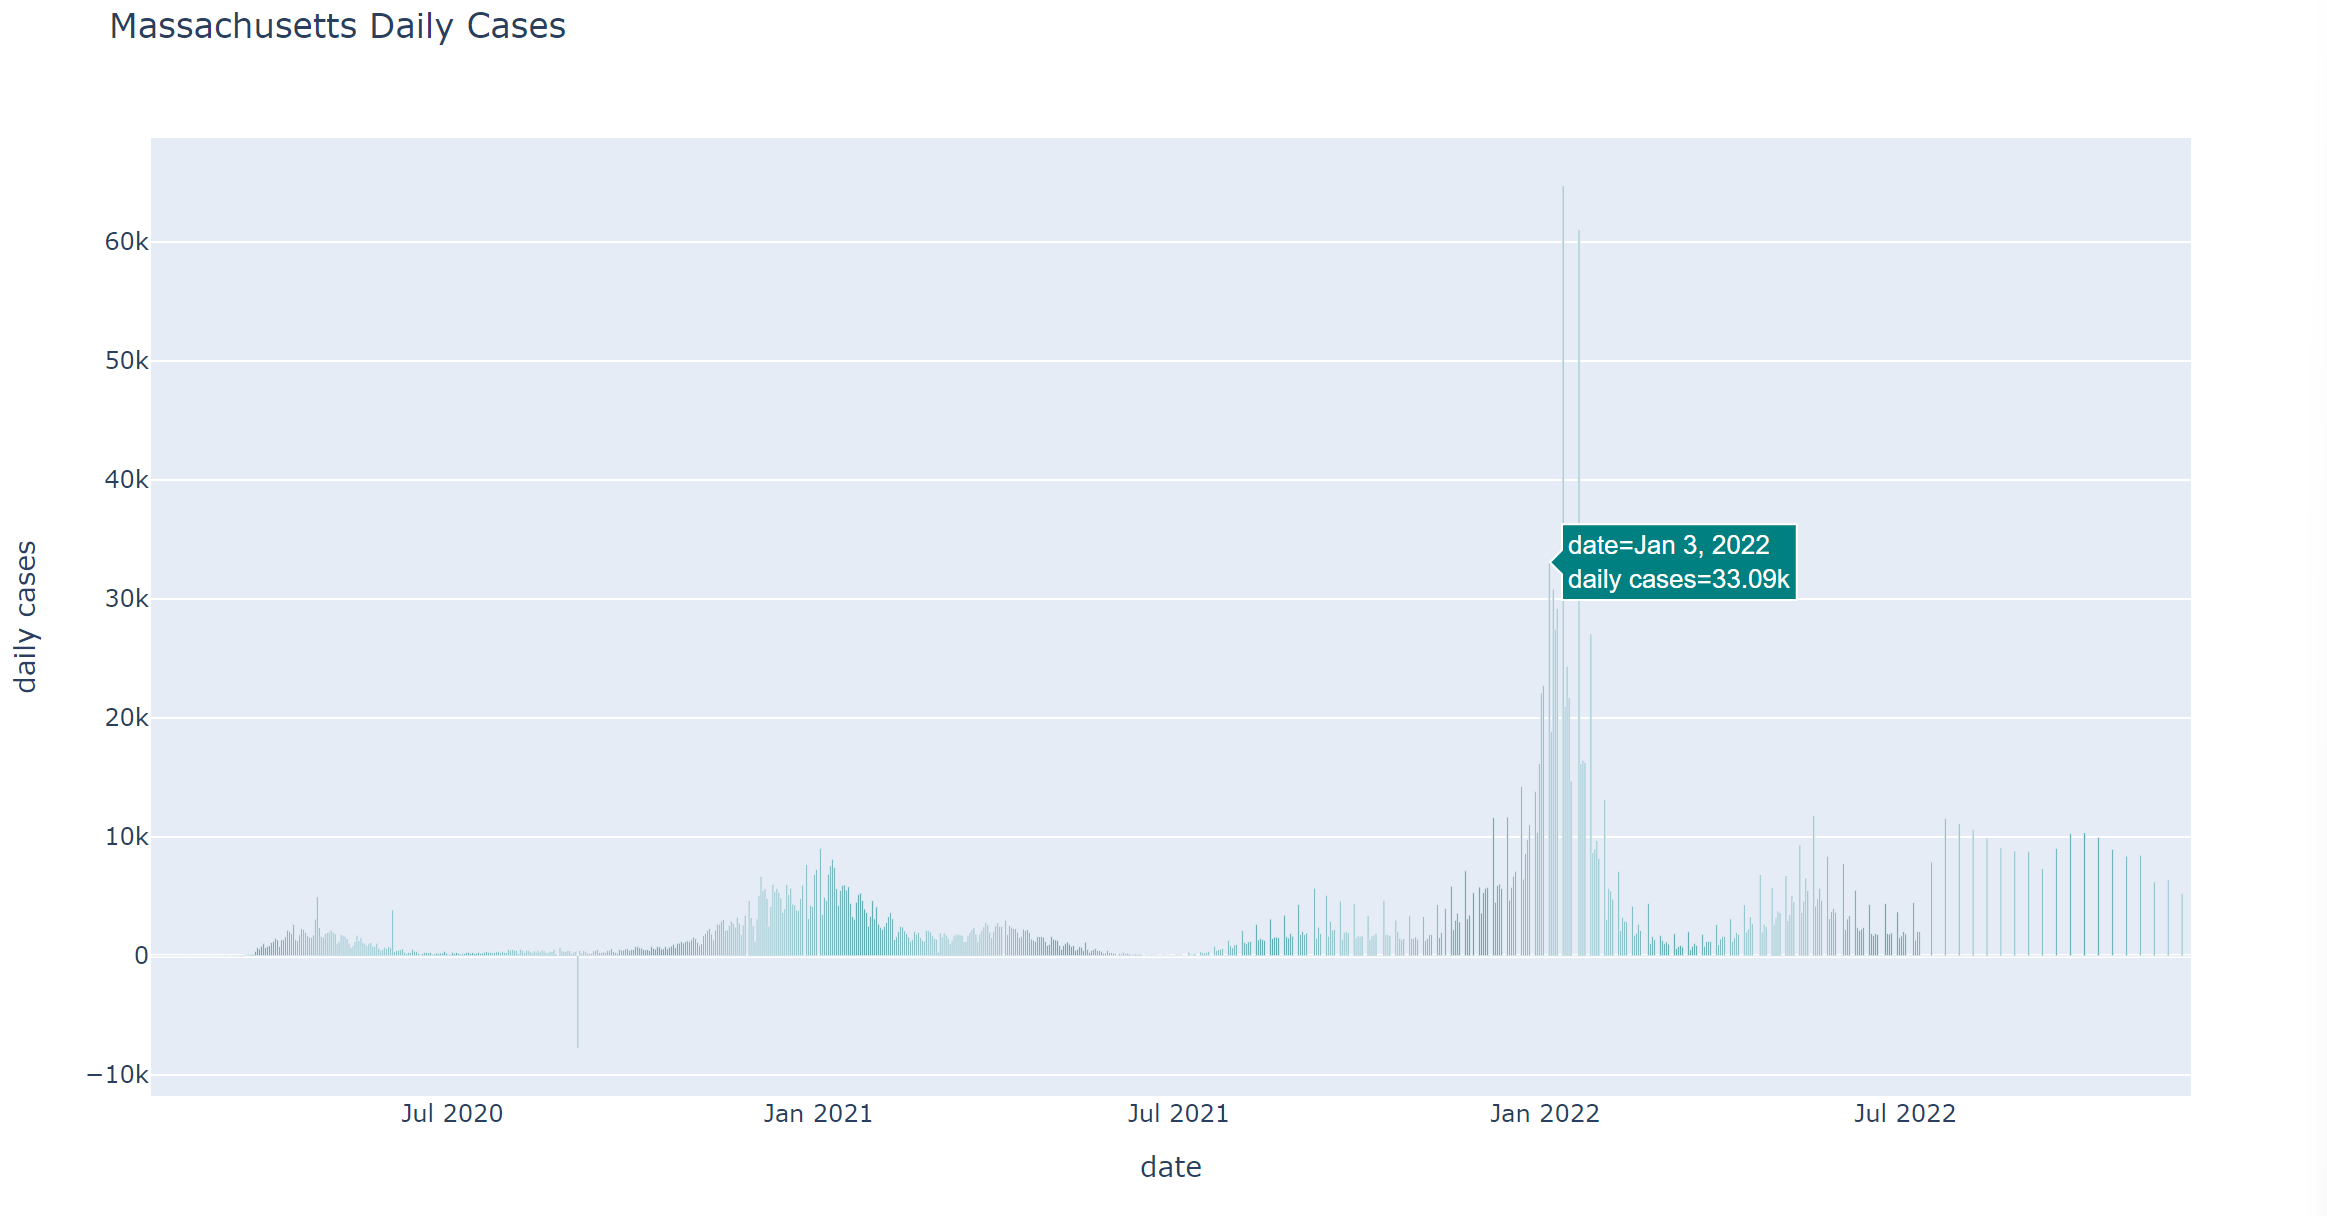 Massachusetts Daily Cases
60k
50k
40k
30k
20k
10k
0
−10k
daily cases
date=Jan 3, 2022
daily cases=33.09k
Jul 2020
Jan 2021
Jul 2021
Jan 2022
Jul 2022
date